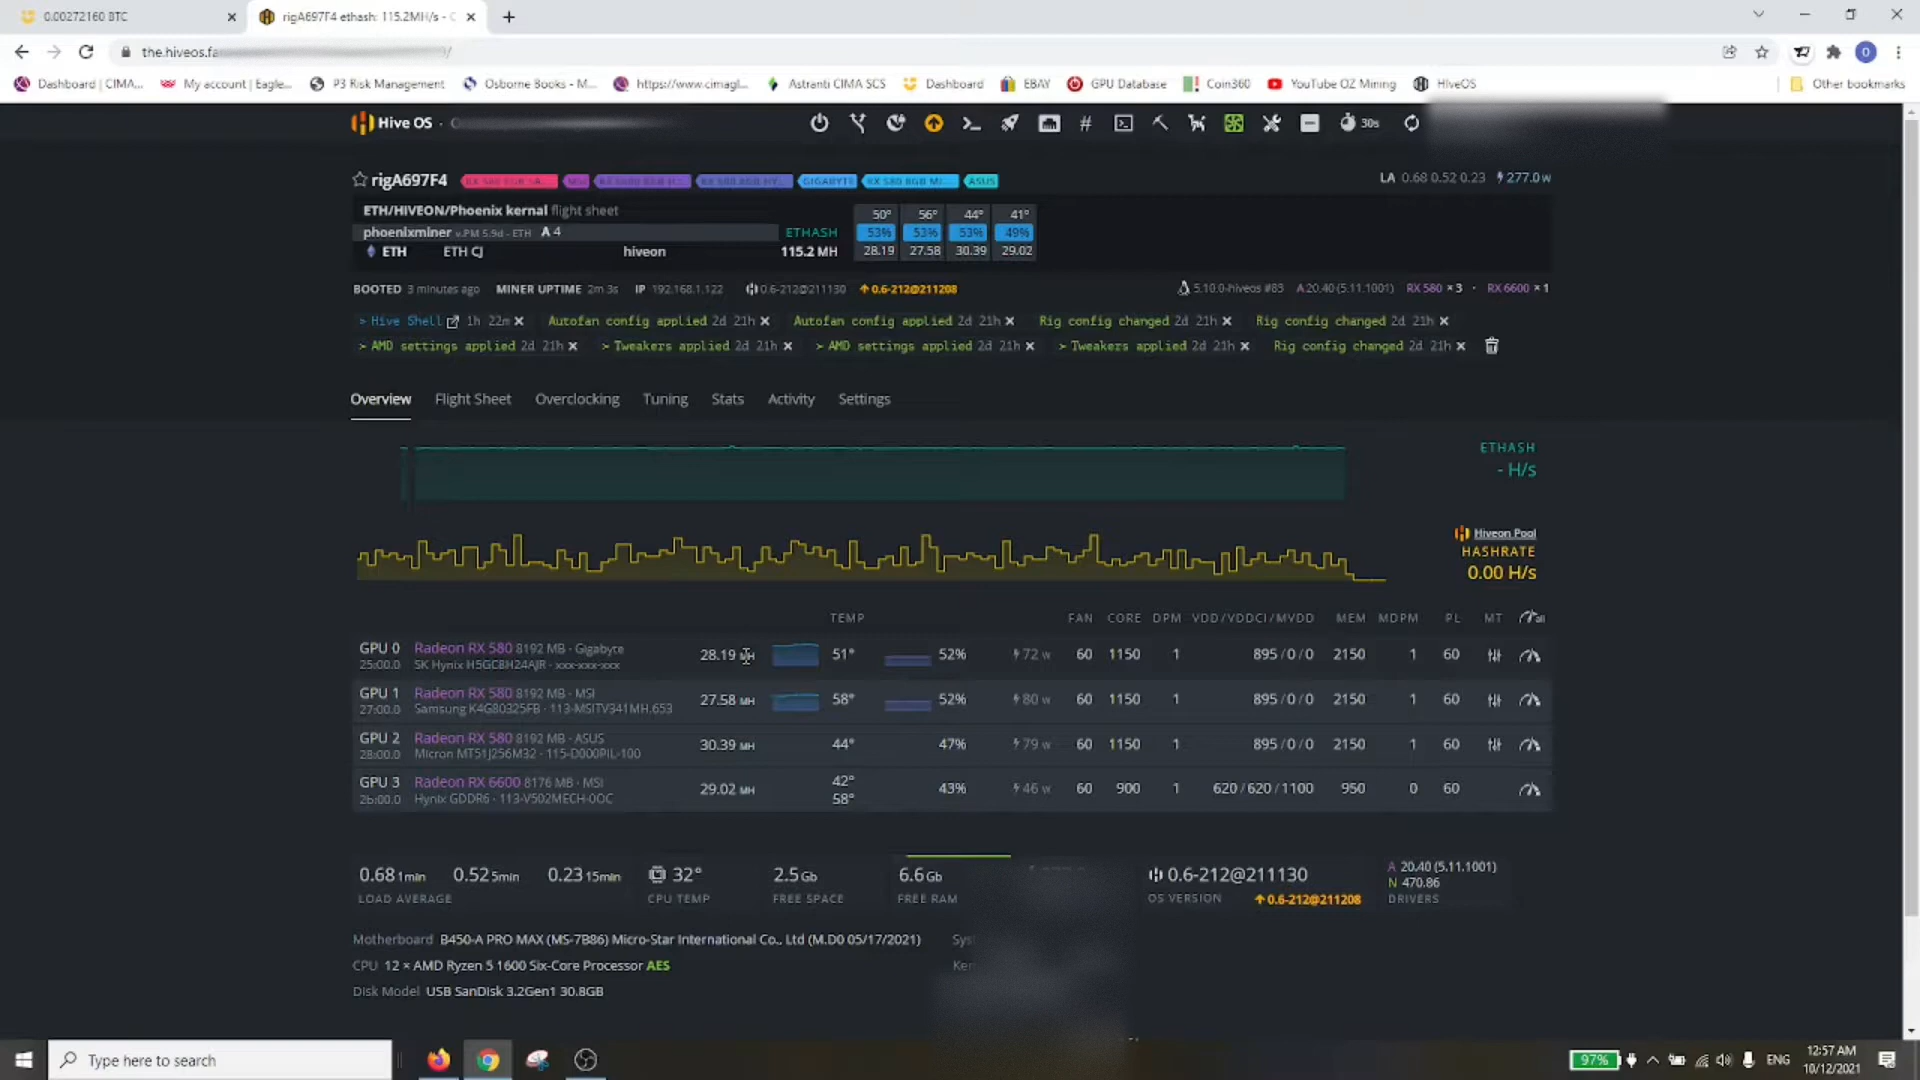 0.00272160 BTC
rigA697F4 ethash: 115.2MH/s - C
the.hiveos.fa
Dashboard | CIMA...
My account | Eagle...
P3 Risk Management
Osborne Books - M...
https://www.cimagl...
Astranti CIMA SCS
Dashboard
EBAY
GPU Database
Coin360
YouTube OZ Mining
HiveOS
Other bookmarks
Hive OS
30s
rigA697F4
MSI
GIGABYTE
RX 580 8GB MI...
ASUS
LA 0.68 0.52 0.23 277.0 w
ETH/HIVEON/Phoenix kernal flight sheet
phoenixminer v.PM 5.9d - ETH A 4 ETHASH
ETH ETH CJ hiveon 115.2 MH
50° 56° 44° 41°
53% 53% 53% 49%
28.19 27.58 30.39 29.02
BOOTED 3 minutes ago MINER UPTIME 2m 3s IP 192.168.1.122 0.6-212@211130 0.6-212@211208
5.10.0-hiveos #83 A 20.40 (5.11.1001) RX 580 ×3 · RX 6600 ×1
> Hive Shell 1h 22m × Autofan config applied 2d 21h × Autofan config applied 2d 21h × Rig config changed 2d 21h × Rig config changed 2d 21h ×
> AMD settings applied 2d 21h × > Tweakers applied 2d 21h × > AMD settings applied 2d 21h × > Tweakers applied 2d 21h × Rig config changed 2d 21h ×
Overview Flight Sheet Overclocking Tuning Stats Activity Settings
ETHASH
- H/s
Hiveon Pool
HASHRATE
0.00 H/s
TEMP FAN CORE DPM VDD/VDDCI/MVDD MEM MDPM PL MT
GPU 0 Radeon RX 580 8192 MB · Gigabyte 28.19 MH 51° 52% 72 w 60 1150 1 895/0/0 2150 1 60
25:00.0 SK Hynix H5GC8H24AJR · xxx-xxx-xxx
GPU 1 Radeon RX 580 8192 MB · MSI 27.58 MH 58° 52% 80 w 60 1150 1 895/0/0 2150 1 60
27:00.0 Samsung K4G80325FB · 113-MSITV341MH.653
GPU 2 Radeon RX 580 8192 MB · ASUS 30.39 MH 44° 47% 79 w 60 1150 1 895/0/0 2150 1 60
28:00.0 Micron MT51J256M32 · 115-D000PIL-100
GPU 3 Radeon RX 6600 8176 MB · MSI 29.02 MH 42° 43% 46 w 60 900 1 620/620/1100 950 0 60
2b:00.0 Hynix GDDR6 · 113-V502MECH-0OC 58°
0.68 1min 0.52 5min 0.23 15min
LOAD AVERAGE
32°
CPU TEMP
2.5 Gb
FREE SPACE
6.6 Gb
FREE RAM
0.6-212@211130
OS VERSION 0.6-212@211208
A 20.40 (5.11.1001)
N 470.86
DRIVERS
Motherboard B450-A PRO MAX (MS-7B86) Micro-Star International Co., Ltd (M.D0 05/17/2021) Sys
CPU 12 × AMD Ryzen 5 1600 Six-Core Processor AES Ker
Disk Model USB SanDisk 3.2Gen1 30.8GB
Type here to search
97%
ENG
12:57 AM
10/12/2021